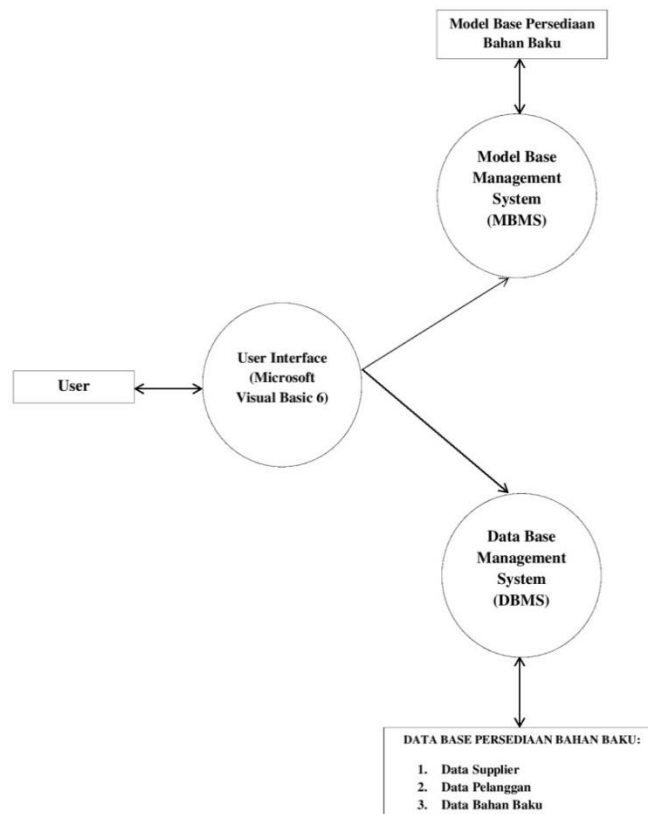 Model Base Persediaan
Bahan Baku
Model Base
Management
System
(MBMS)
User Interface
(Microsoft
Visual Basic 6)
User
Data Base
Management
System
(DBMS)
DATA BASE PERSEDIAAN BAHAN BAKU:
1. Data Supplier
2. Data Pelanggan
3. Data Bahan Baku